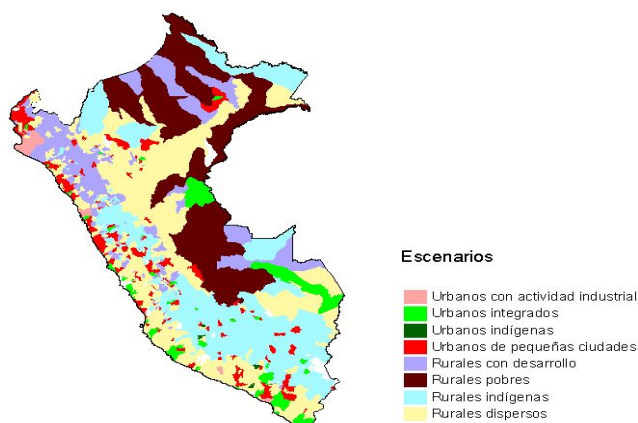 Escenarios
Urbanos con actividad industrial
Urbanos integrados
Urbanos indígenas
Urbanos de pequeñas ciudades
Rurales con desarrollo
Rurales pobres
Rurales indígenas
Rurales dispersos